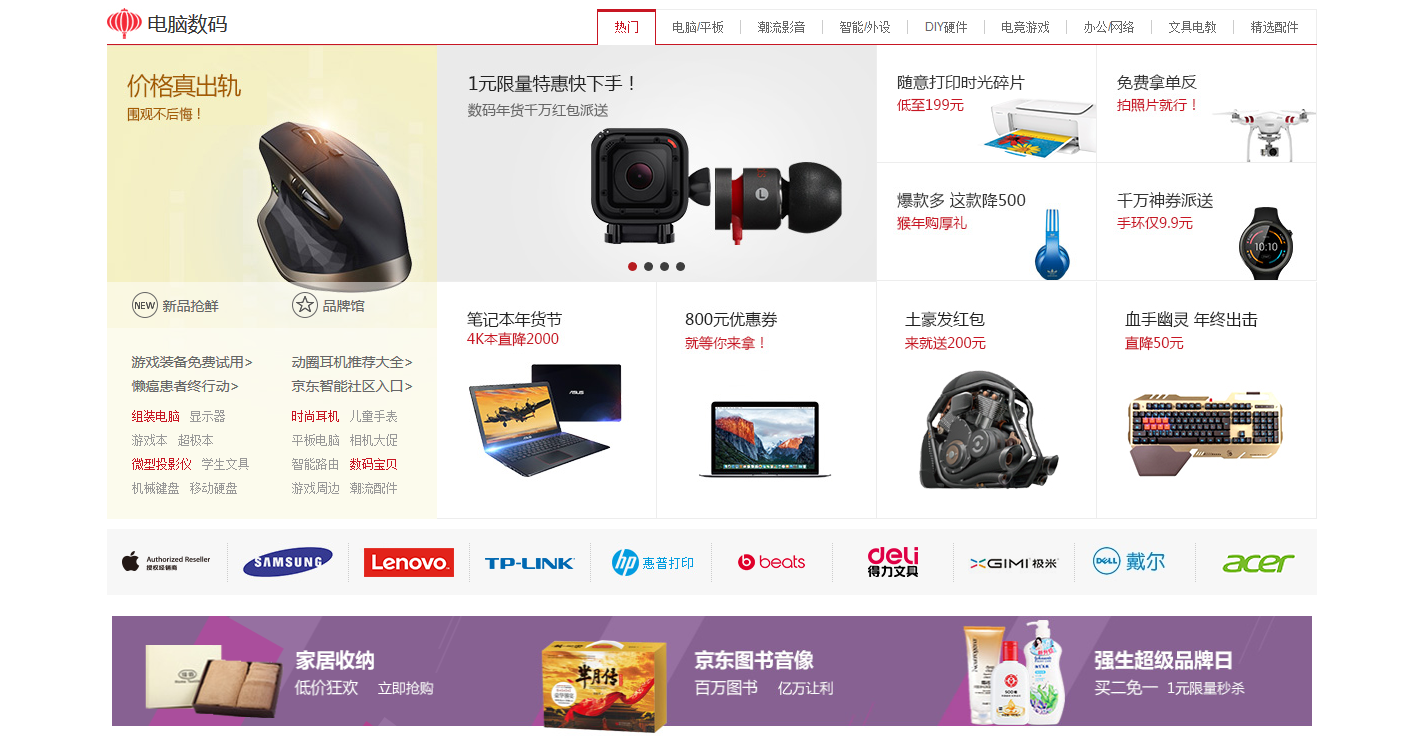 电脑数码
热门 电脑/平板 潮流影音 智能/外设 DIY硬件 电竞游戏 办公/网络 文具电教 精选配件
价格真出轨
围观不后悔！
NEW 新品抢鲜 品牌馆
游戏装备免费试用> 动圈耳机推荐大全>
懒癌患者终行动> 京东智能社区入口>
组装电脑 显示器 时尚耳机 儿童手表
游戏本 超极本 平板电脑 相机大促
微型投影仪 学生文具 智能路由 数码宝贝
机械键盘 移动硬盘 游戏周边 潮流配件
1元限量特惠快下手！
数码年货千万红包派送
L
随意打印时光碎片
低至199元
免费拿单反
拍照片就行！
爆款多 这款降500
猴年购厚礼
千万神券派送
手环仅9.9元
10:10
笔记本年货节
4K本直降2000
ASUS
800元优惠券
就等你来拿！
土豪发红包
来就送200元
血手幽灵 年终出击
直降50元
Authorized Reseller
授权经销商
SAMSUNG
Lenovo
TP-LINK
hp 惠普打印
beats
deli
得力文具
XGIMI 极米
DELL 戴尔
acer
家居收纳
低价狂欢 立即抢购
芈月传
京东图书音像
百万图书 亿万让利
强生超级品牌日
买二免一 1元限量秒杀